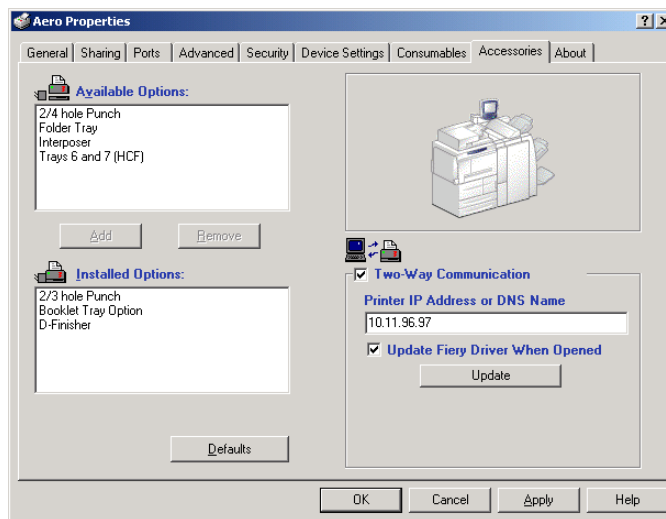 Aero Properties
General Sharing Ports Advanced Security Device Settings Consumables Accessories About
Available Options:
2/4 hole Punch
Folder Tray
Interposer
Trays 6 and 7 (HCF)
Add Remove
Installed Options:
2/3 hole Punch
Booklet Tray Option
D-Finisher
Defaults
Two-Way Communication
Printer IP Address or DNS Name
10.11.96.97
Update Fiery Driver When Opened
Update
OK Cancel Apply Help